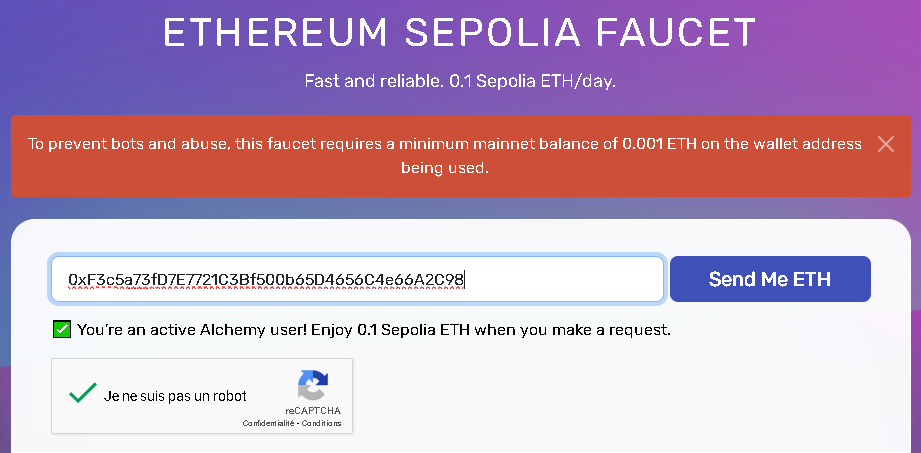 ETHEREUM SEPOLIA FAUCET
Fast and reliable. 0.1 Sepolia ETH/day.
To prevent bots and abuse, this faucet requires a minimum mainnet balance of 0.001 ETH on the wallet address
being used.
0xF3c5a73fD7E7721C3Bf500b65D4656C4e66A2C98
Send Me ETH
You're an active Alchemy user! Enjoy 0.1 Sepolia ETH when you make a request.
Je ne suis pas un robot
reCAPTCHA
Confidentialité - Conditions